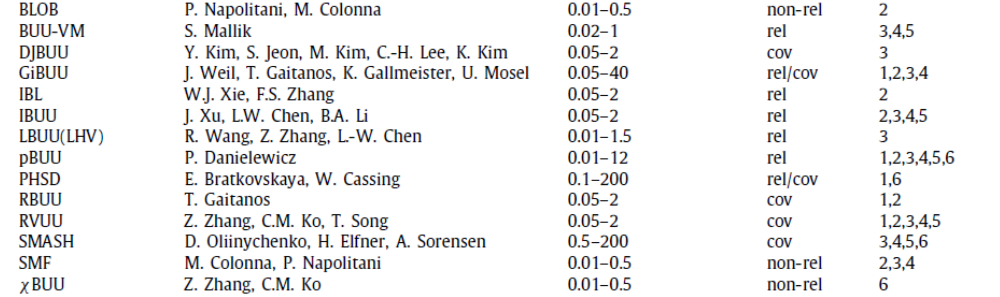 BLOB P. Napolitani, M. Colonna 0.01–0.5 non-rel 2
BUU-VM S. Mallik 0.02–1 rel 3,4,5
DJBUU Y. Kim, S. Jeon, M. Kim, C.-H. Lee, K. Kim 0.05–2 cov 3
GiBUU J. Weil, T. Gaitanos, K. Gallmeister, U. Mosel 0.05–40 rel/cov 1,2,3,4
IBL W.J. Xie, F.S. Zhang 0.05–2 rel 2
IBUU J. Xu, L.W. Chen, B.A. Li 0.05–2 rel 2,3,4,5
LBUU(LHV) R. Wang, Z. Zhang, L.-W. Chen 0.01–1.5 rel 3
pBUU P. Danielewicz 0.01–12 rel 1,2,3,4,5,6
PHSD E. Bratkovskaya, W. Cassing 0.1–200 rel/cov 1,6
RBUU T. Gaitanos 0.05–2 cov 1,2
RVUU Z. Zhang, C.M. Ko, T. Song 0.05–2 cov 1,2,3,4,5
SMASH D. Oliinychenko, H. Elfner, A. Sorensen 0.5–200 cov 3,4,5,6
SMF M. Colonna, P. Napolitani 0.01–0.5 non-rel 2,3,4
χBUU Z. Zhang, C.M. Ko 0.01–0.5 non-rel 6